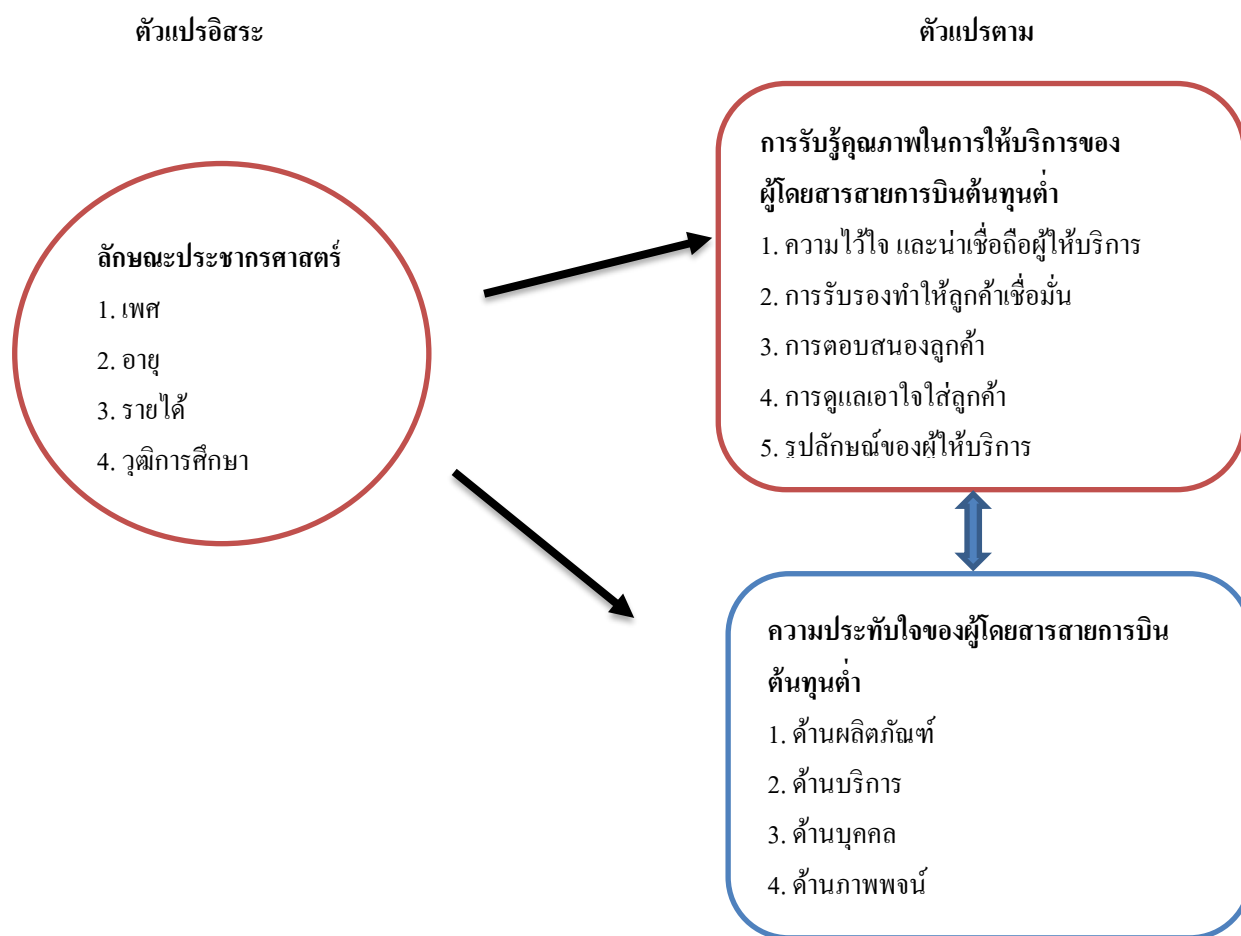 ตัวแปรอิสระ
ตัวแปรตาม
ลักษณะประชากรศาสตร์
1. เพศ
2. อายุ
3. รายได้
4. วุฒิการศึกษา
การรับรู้คุณภาพในการให้บริการของ
ผู้โดยสารสายการบินต้นทุนต่ำ
1. ความไว้ใจ และน่าเชื่อถือผู้ให้บริการ
2. การรับรองทำให้ลูกค้าเชื่อมั่น
3. การตอบสนองลูกค้า
4. การดูแลเอาใจใส่ลูกค้า
5. รูปลักษณ์ของผู้ให้บริการ
ความประทับใจของผู้โดยสารสายการบิน
ต้นทุนต่ำ
1. ด้านผลิตภัณฑ์
2. ด้านบริการ
3. ด้านบุคคล
4. ด้านภาพพจน์